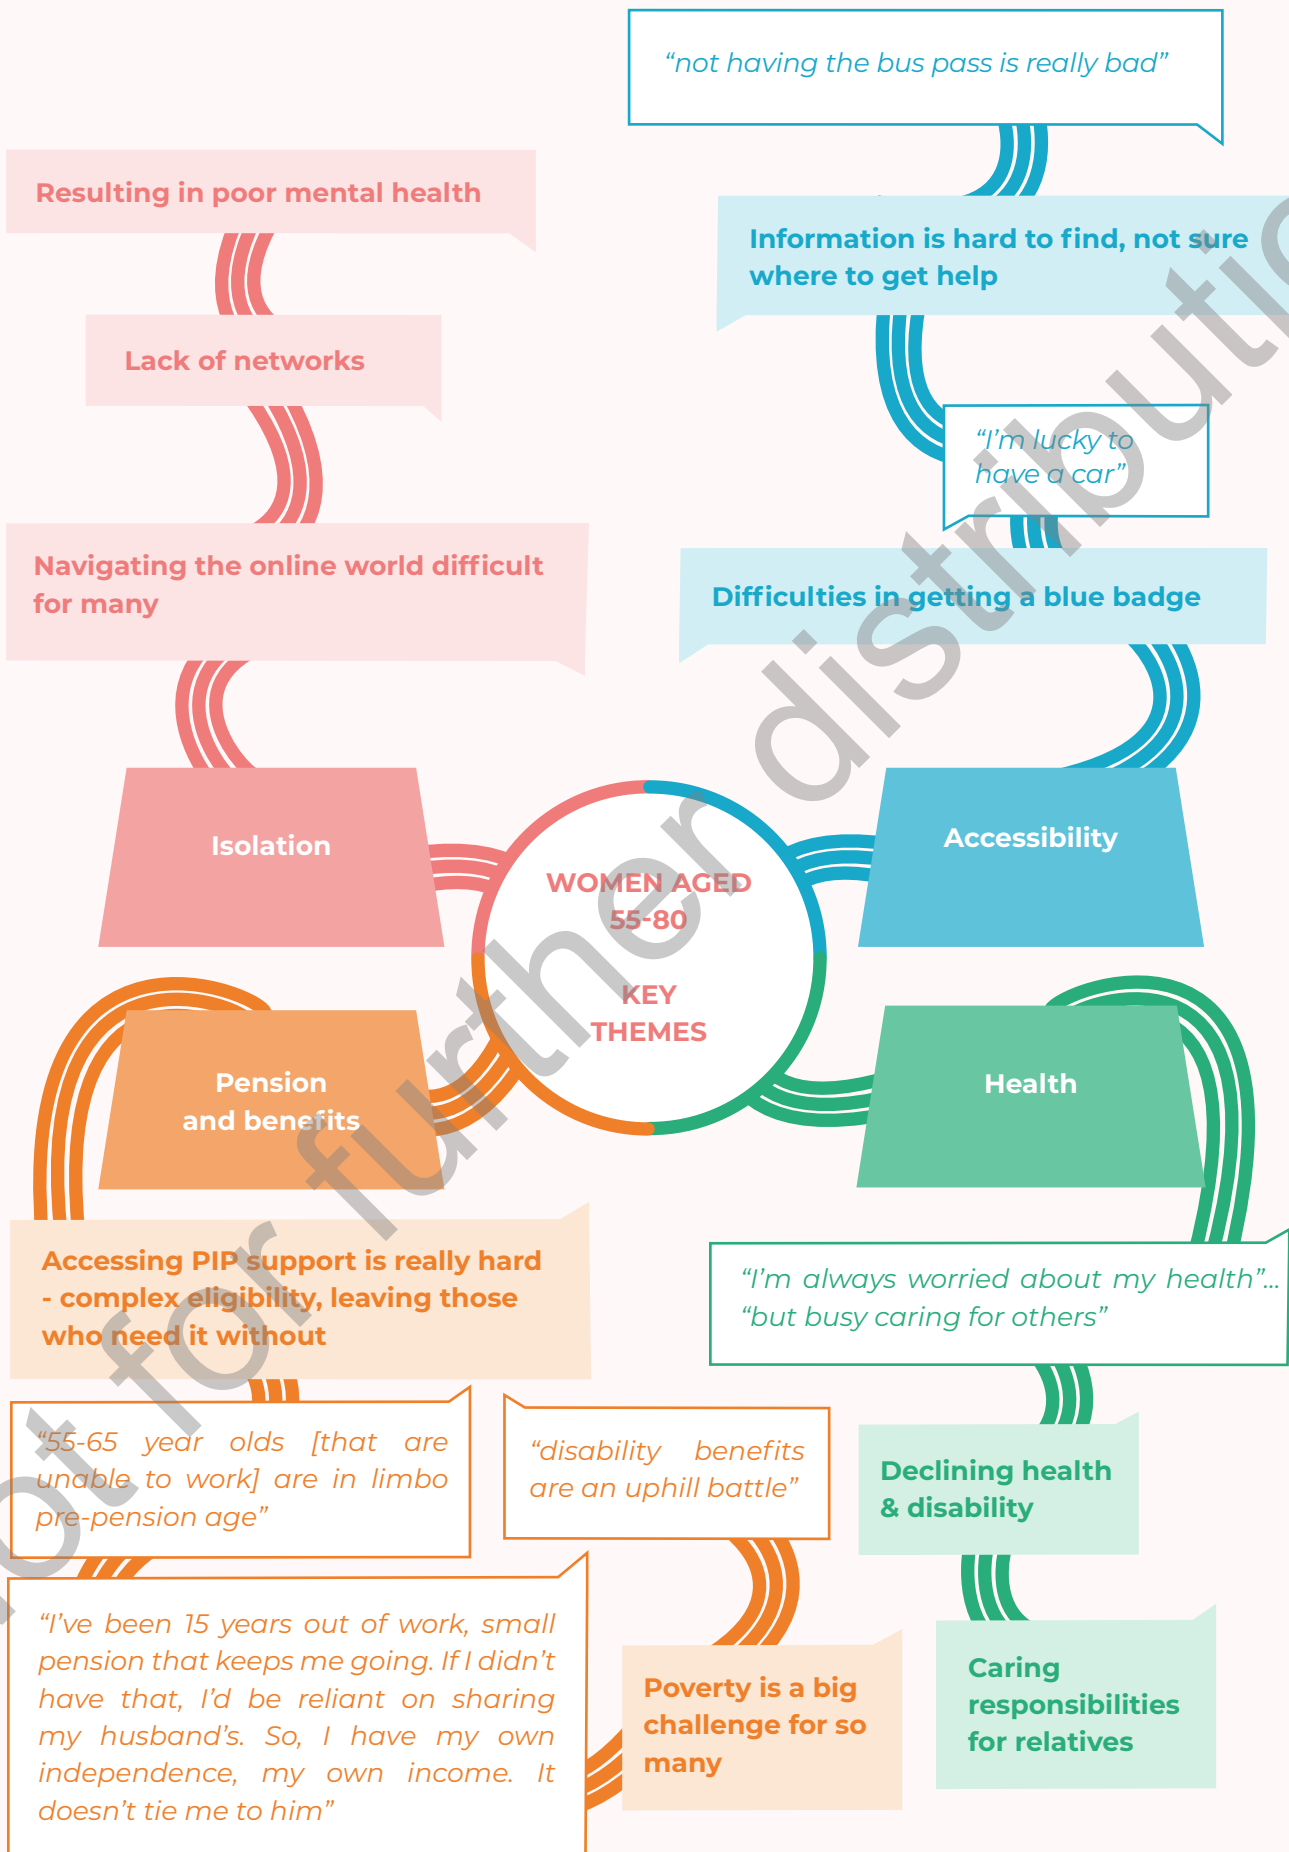 “not having the bus pass is really bad”
Resulting in poor mental health
Information is hard to find, not sure
where to get help
Lack of networks
“I’m lucky to
have a car”
Navigating the online world difficult
for many
Difficulties in getting a blue badge
Isolation
Accessibility
WOMEN AGED
55-80
KEY
THEMES
Pension
and benefits
Health
Accessing PIP support is really hard
- complex eligibility, leaving those
who need it without
“I’m always worried about my health”...
“but busy caring for others”
“55-65 year olds [that are
unable to work] are in limbo
pre-pension age”
“disability benefits
are an uphill battle”
Declining health
& disability
“I’ve been 15 years out of work, small
pension that keeps me going. If I didn’t
have that, I’d be reliant on sharing
my husband’s. So, I have my own
independence, my own income. It
doesn’t tie me to him”
Poverty is a big
challenge for so
many
Caring
responsibilities
for relatives
for further